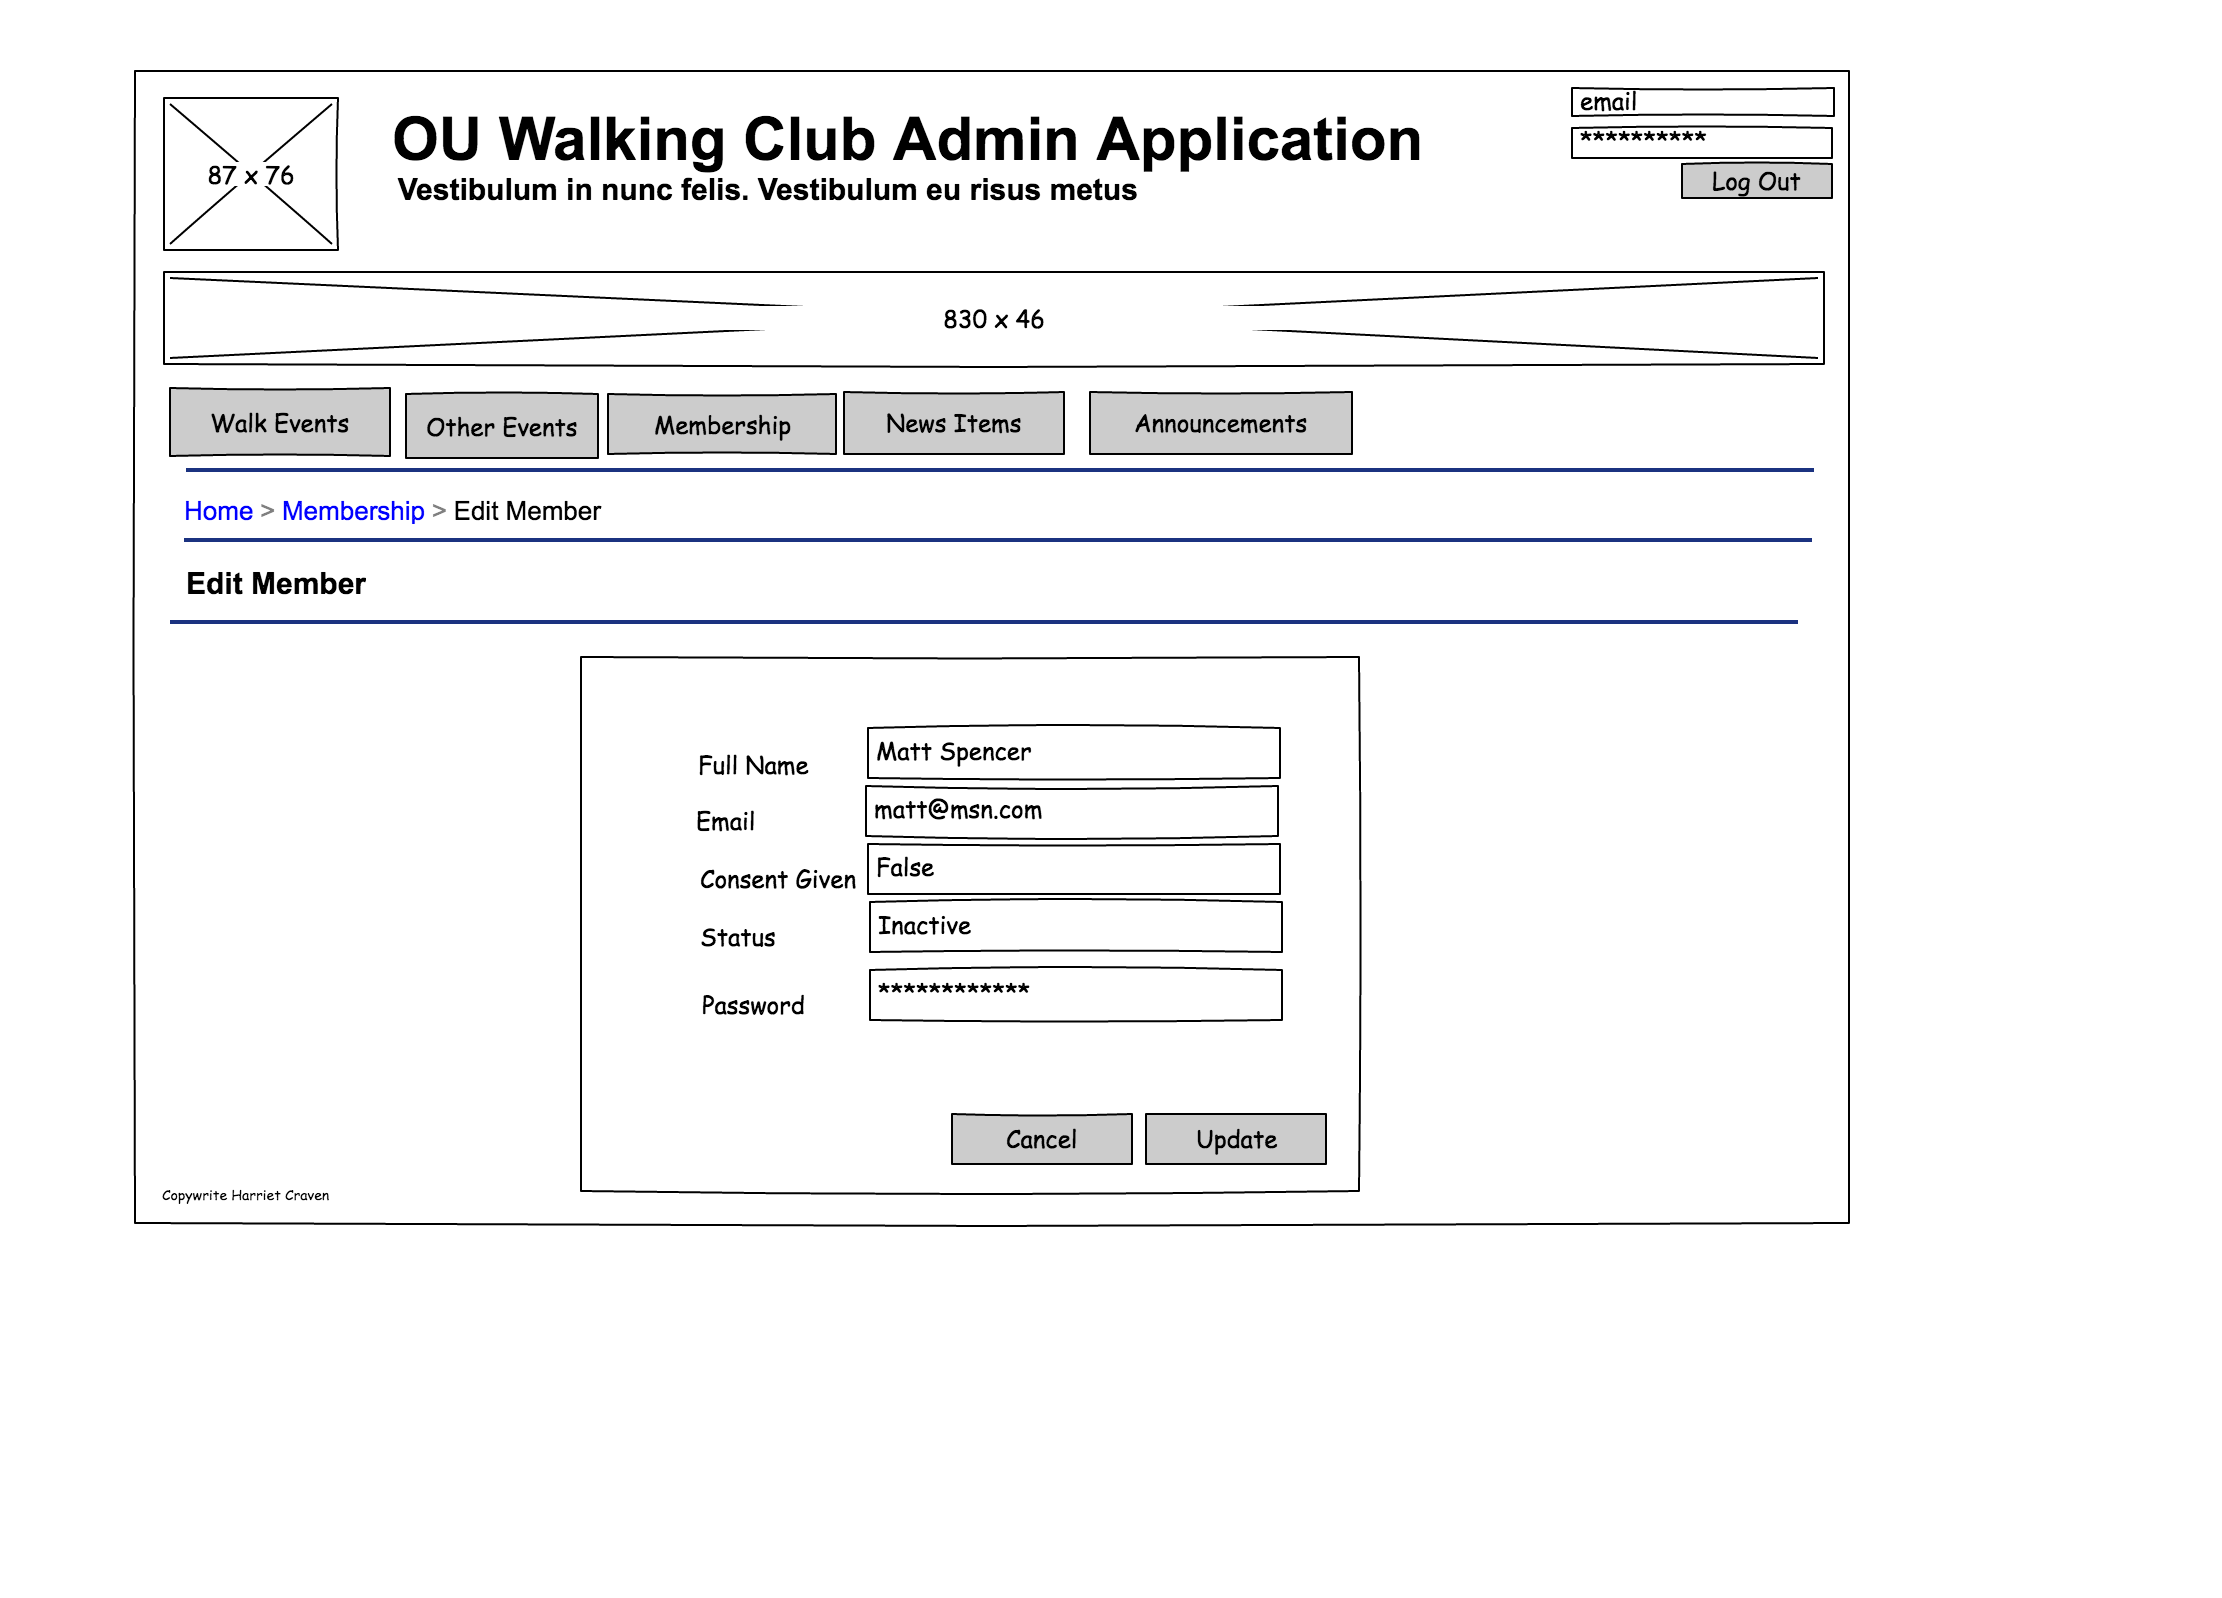 OU Walking Club Admin Application
Vestibulum in nunc felis. Vestibulum eu risus metus
email
**********
Log Out
87 x 76
830 x 46
Walk Events Other Events Membership News Items Announcements
Home > Membership > Edit Member
Edit Member
Full Name Matt Spencer
Email matt@msn.com
Consent Given False
Status Inactive
Password ************
Cancel Update
Copywrite Harriet Craven